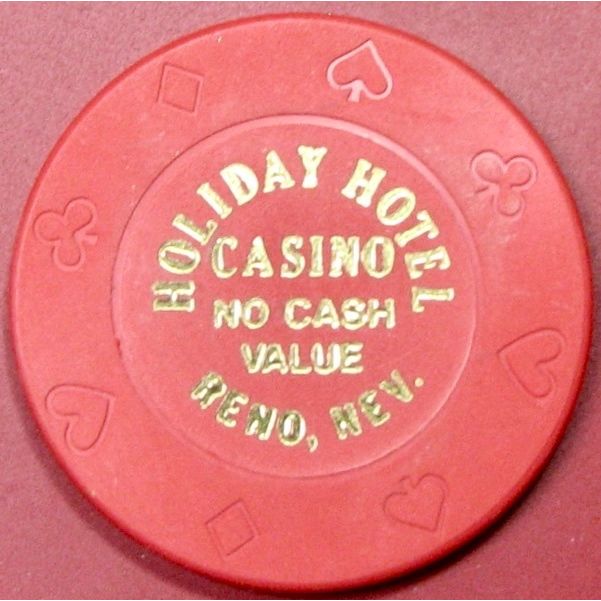 HOLIDAY HOTEL
CASINO
NO CASH
VALUE
RENO, NEV.